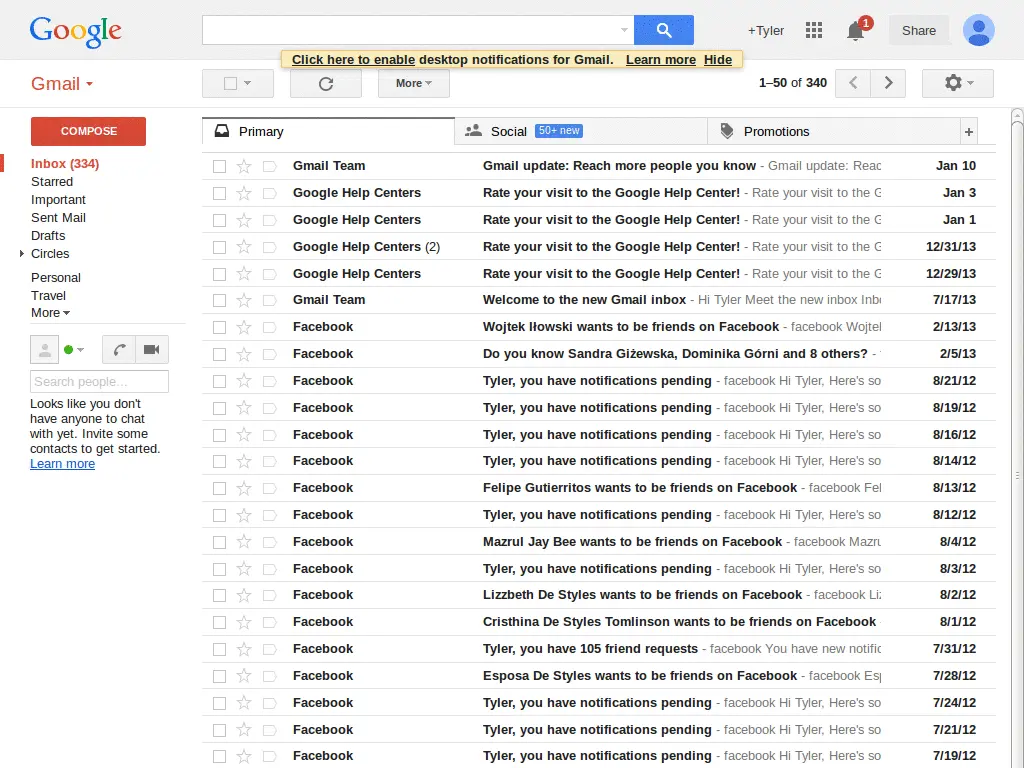 Google
+Tyler
1
Share
Click here to enable desktop notifications for Gmail. Learn more Hide
Gmail
More
1–50 of 340
COMPOSE
Inbox (334)
Starred
Important
Sent Mail
Drafts
Circles
Personal
Travel
More
Search people...
Looks like you don't
have anyone to chat
with yet. Invite some
contacts to get started.
Learn more
Primary
Social 50+ new
Promotions
+
Gmail Team Gmail update: Reach more people you know - Gmail update: Reac Jan 10
Google Help Centers Rate your visit to the Google Help Center! - Rate your visit to the G Jan 3
Google Help Centers Rate your visit to the Google Help Center! - Rate your visit to the G Jan 1
Google Help Centers (2) Rate your visit to the Google Help Center! - Rate your visit to the G 12/31/13
Google Help Centers Rate your visit to the Google Help Center! - Rate your visit to the G 12/29/13
Gmail Team Welcome to the new Gmail inbox - Hi Tyler Meet the new inbox Inbo 7/17/13
Facebook Wojtek Iłowski wants to be friends on Facebook - facebook Wojtek 2/13/13
Facebook Do you know Sandra Giżewska, Dominika Górni and 8 others? - 2/5/13
Facebook Tyler, you have notifications pending - facebook Hi Tyler, Here's so 8/21/12
Facebook Tyler, you have notifications pending - facebook Hi Tyler, Here's so 8/19/12
Facebook Tyler, you have notifications pending - facebook Hi Tyler, Here's so 8/16/12
Facebook Tyler, you have notifications pending - facebook Hi Tyler, Here's so 8/14/12
Facebook Felipe Gutierritos wants to be friends on Facebook - facebook Fel 8/13/12
Facebook Tyler, you have notifications pending - facebook Hi Tyler, Here's so 8/12/12
Facebook Mazrul Jay Bee wants to be friends on Facebook - facebook Mazru 8/4/12
Facebook Tyler, you have notifications pending - facebook Hi Tyler, Here's so 8/3/12
Facebook Lizzbeth De Styles wants to be friends on Facebook - facebook Liz 8/2/12
Facebook Cristhina De Styles Tomlinson wants to be friends on Facebook 8/1/12
Facebook Tyler, you have 105 friend requests - facebook You have new notific 7/31/12
Facebook Esposa De Styles wants to be friends on Facebook - facebook Esp 7/28/12
Facebook Tyler, you have notifications pending - facebook Hi Tyler, Here's so 7/24/12
Facebook Tyler, you have notifications pending - facebook Hi Tyler, Here's so 7/21/12
Facebook Tyler, you have notifications pending - facebook Hi Tyler, Here's so 7/19/12